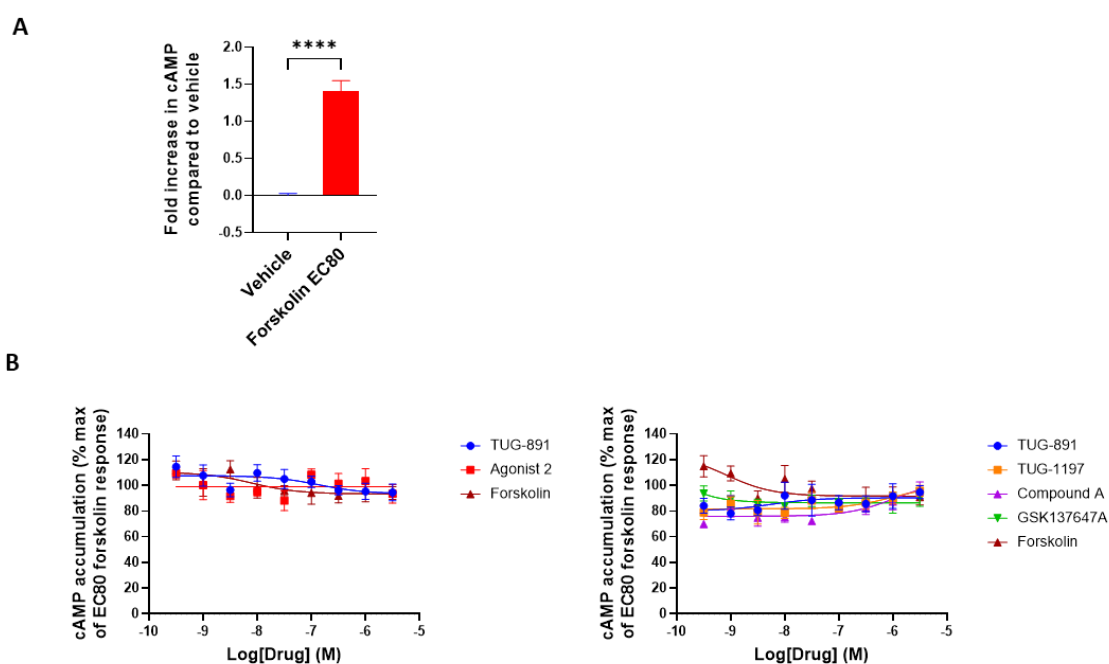 A
Fold increase in cAMP
compared to vehicle
2.0
1.5
1.0
0.5
0.0
-0.5
****
Vehicle
Forskolin EC80
B
cAMP accumulation (% max
of EC80 forskolin response)
140
120
100
80
60
40
20
0
-10
-9
-8
-7
-6
-5
Log[Drug] (M)
TUG-891
Agonist 2
Forskolin
cAMP accumulation (% max
of EC80 forskolin response)
140
120
100
80
60
40
20
0
-10
-9
-8
-7
-6
-5
Log[Drug] (M)
TUG-891
TUG-1197
Compound A
GSK137647A
Forskolin